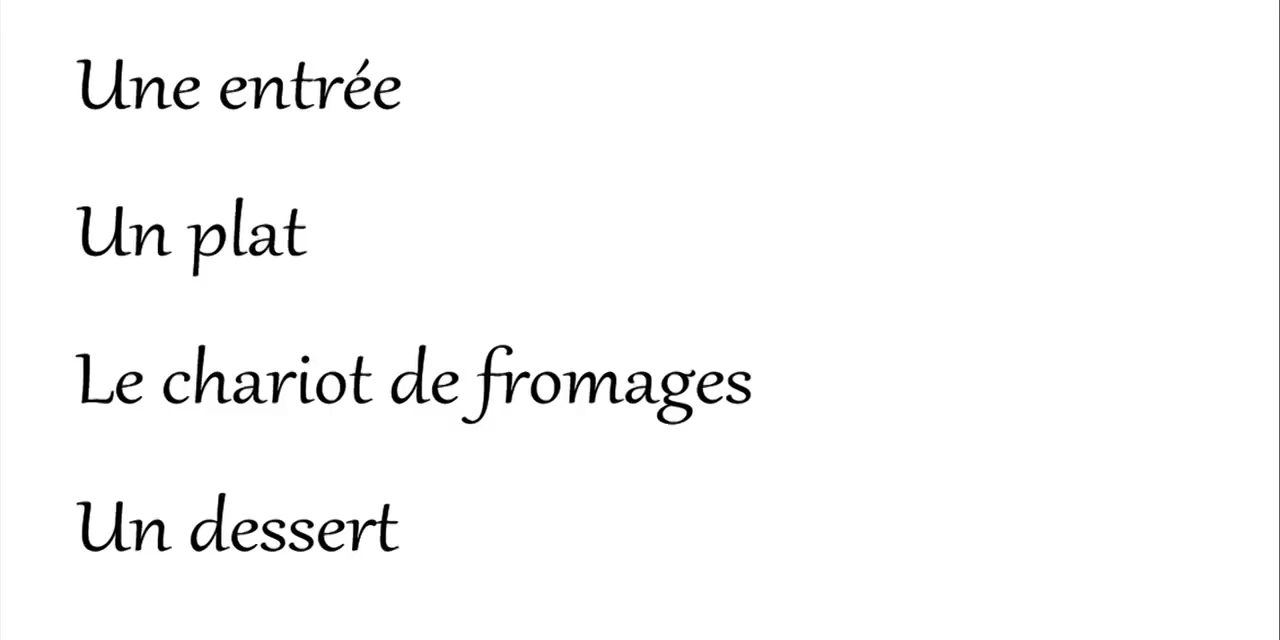 Une entrée
Un plat
Le chariot de fromages
Un dessert